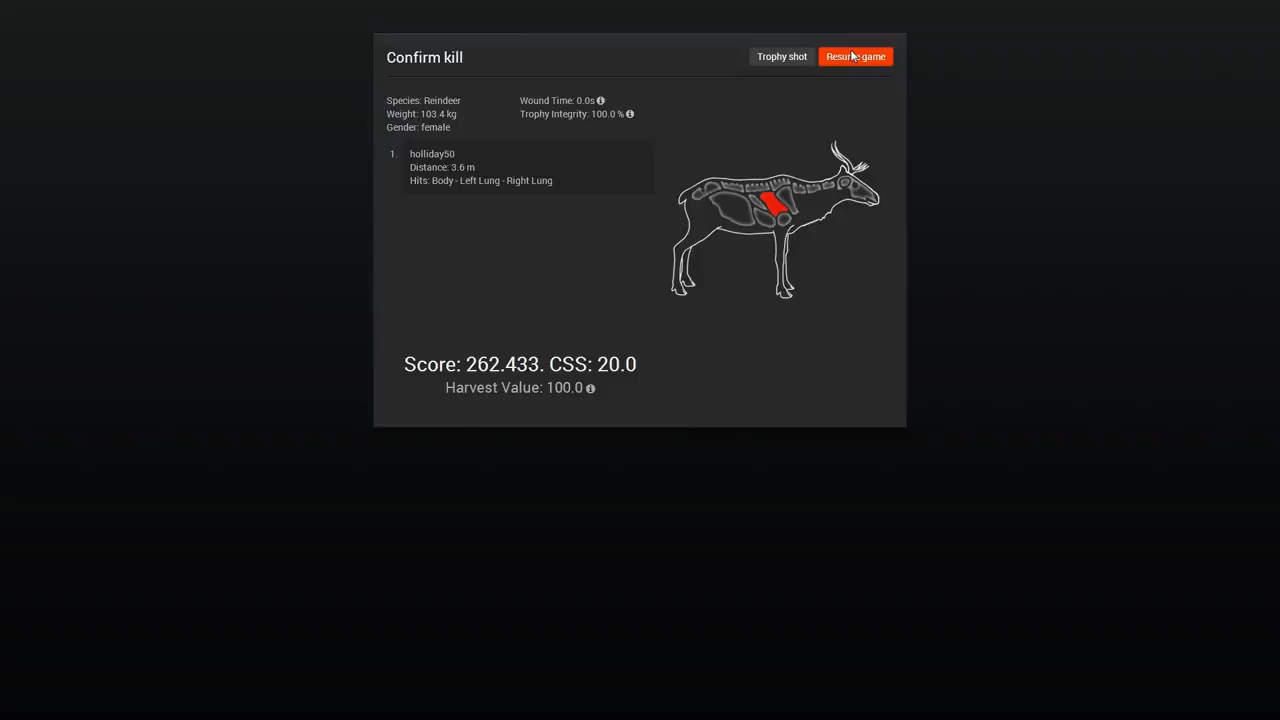 Confirm kill
Trophy shot
Resume game
Species: Reindeer
Weight: 103.4 kg
Gender: female
Wound Time: 0.0s
Trophy Integrity: 100.0 %
1.
holliday50
Distance: 3.6 m
Hits: Body - Left Lung - Right Lung
Score: 262.433. CSS: 20.0
Harvest Value: 100.0